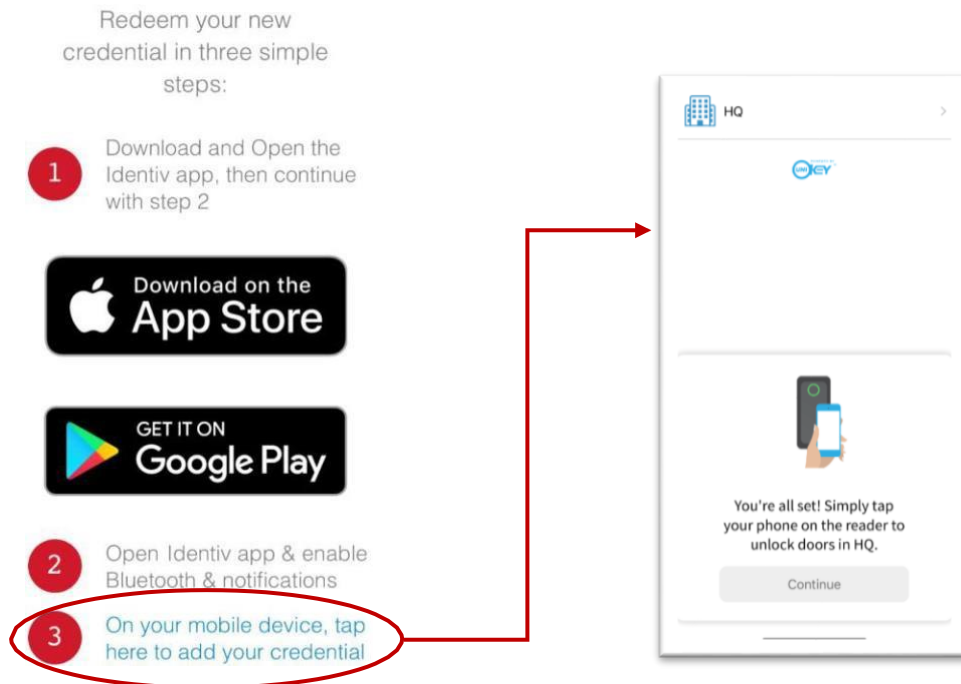 Redeem your new
credential in three simple
steps:
1
Download and Open the
Identiv app, then continue
with step 2
Download on the
App Store
GET IT ON
Google Play
2
Open Identiv app & enable
Bluetooth & notifications
3
On your mobile device, tap
here to add your credential
HQ
UNI
KEY
You're all set! Simply tap
your phone on the reader to
unlock doors in HQ.
Continue